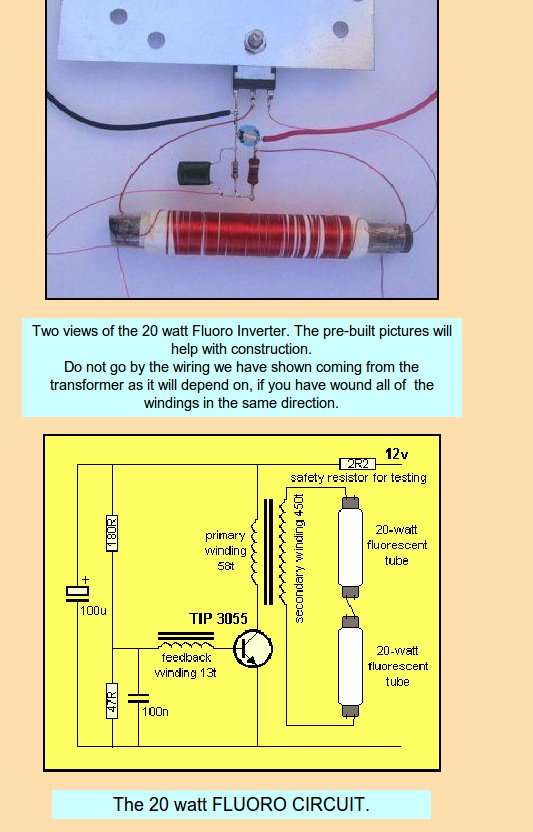 Two views of the 20 watt Fluoro Inverter. The pre-built pictures will
help with construction.
Do not go by the wiring we have shown coming from the
transformer as it will depend on, if you have wound all of the
windings in the same direction.
12v
2R2
safety resistor for testing
180R
primary
winding
58t
secondary winding 450t
20-watt
fluorescent
tube
+
100u
TIP 3055
feedback
winding 13t
47R
100n
20-watt
fluorescent
tube
The 20 watt FLUORO CIRCUIT.